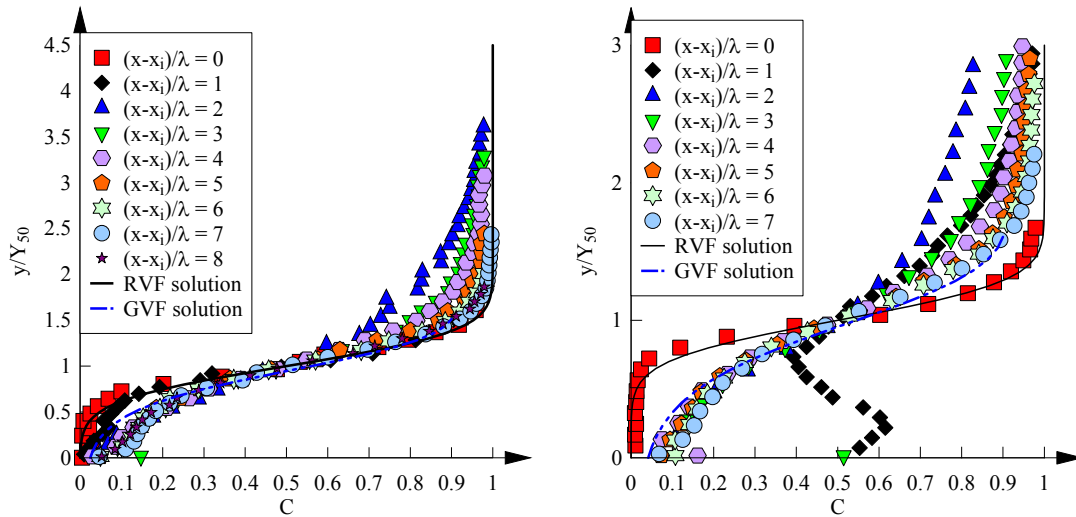 4.5
4
3.5
3
2.5
2
1.5
1
0.5
0
y/Y50
(x-xi)/λ = 0
(x-xi)/λ = 1
(x-xi)/λ = 2
(x-xi)/λ = 3
(x-xi)/λ = 4
(x-xi)/λ = 5
(x-xi)/λ = 6
(x-xi)/λ = 7
(x-xi)/λ = 8
RVF solution
GVF solution
0 0.1 0.2 0.3 0.4 0.5 0.6 0.7 0.8 0.9 1
C
3
2
1
0
y/Y50
(x-xi)/λ = 0
(x-xi)/λ = 1
(x-xi)/λ = 2
(x-xi)/λ = 3
(x-xi)/λ = 4
(x-xi)/λ = 5
(x-xi)/λ = 6
(x-xi)/λ = 7
RVF solution
GVF solution
0 0.1 0.2 0.3 0.4 0.5 0.6 0.7 0.8 0.9 1
C